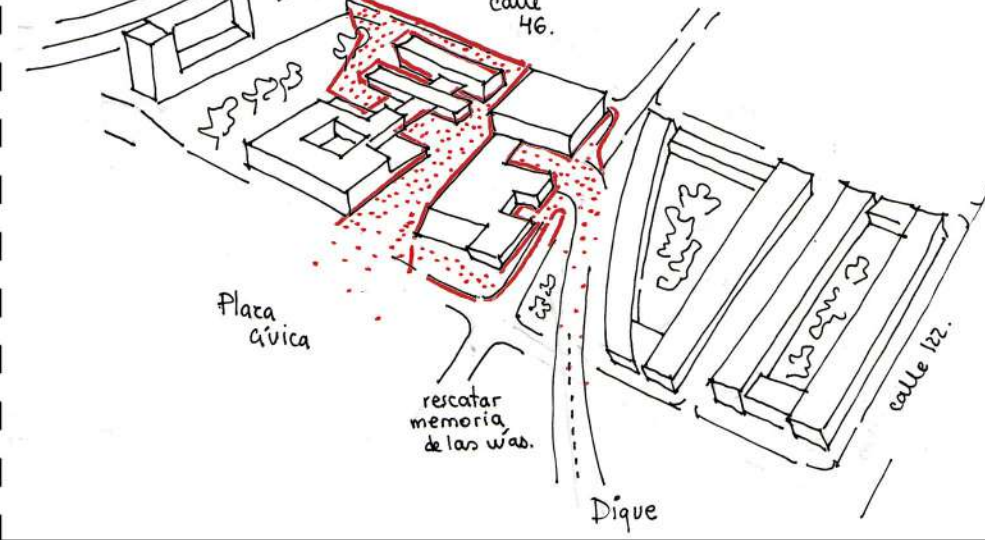 calle
46.
Plaza
Cívica
rescatar
memoria
de las vías.
calle 122.
Dique